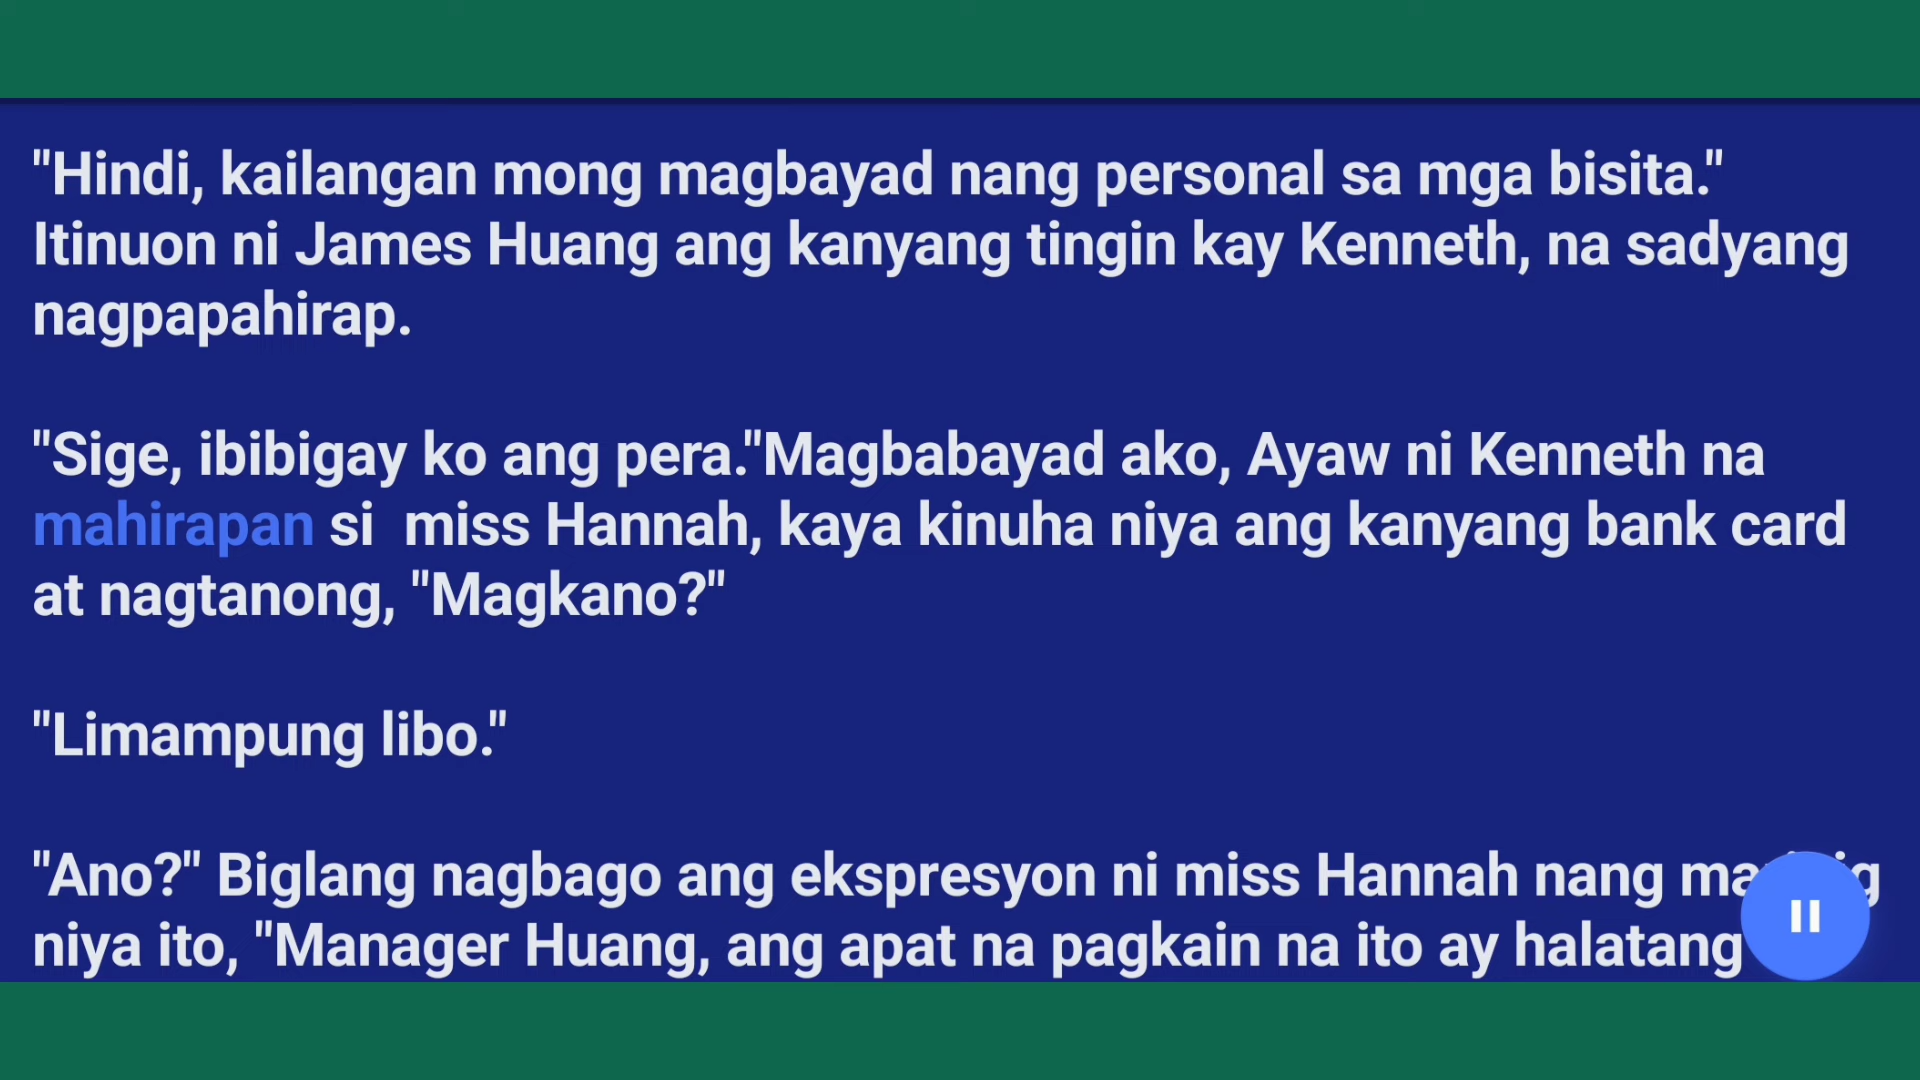 "Hindi, kailangan mong magbayad nang personal sa mga bisita."
Itinuon ni James Huang ang kanyang tingin kay Kenneth, na sadyang
nagpapahirap.
"Sige, ibibigay ko ang pera."Magbabayad ako, Ayaw ni Kenneth na
mahirapan si  miss Hannah, kaya kinuha niya ang kanyang bank card
at nagtanong, "Magkano?"
"Limampung libo."
"Ano?" Biglang nagbago ang ekspresyon ni miss Hannah nang
niya ito, "Manager Huang, ang apat na pagkain na ito ay halatang